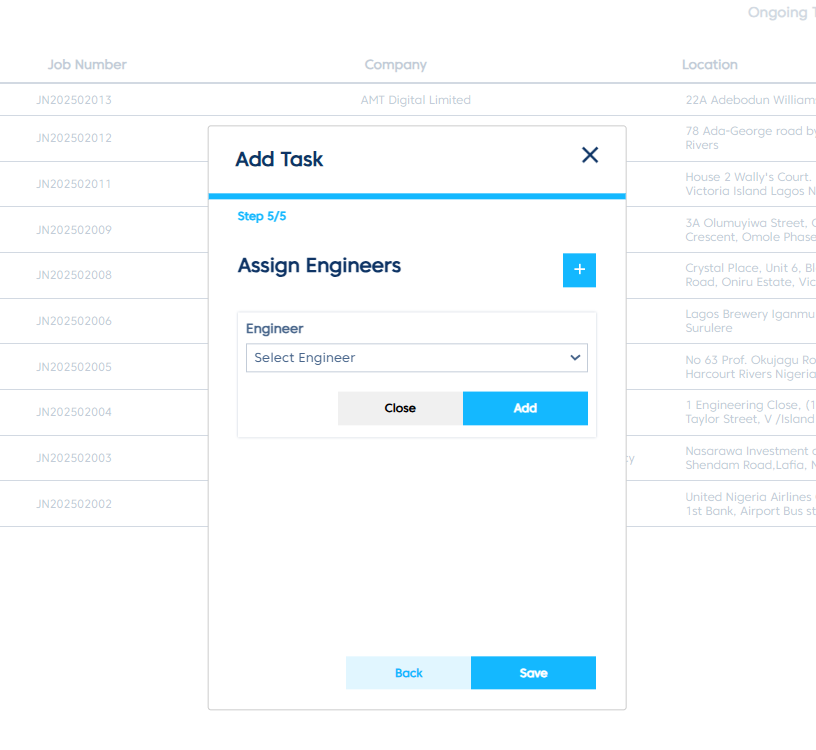 Ongoing
Job Number Company Location
JN202502013 AMT Digital Limited 22A Adebodun William
JN202502012 78 Ada-George road by
Rivers
Add Task
JN202502011 House 2 Wally's Court.
Victoria Island Lagos N
Step 5/5
JN202502009 3A Olumuyiwa Street,
Crescent, Omole Phase
Assign Engineers
+
JN202502008 Crystal Place, Unit 6, Bl
Road, Oniru Estate, Vic
JN202502006 Lagos Brewery Iganmu
Surulere
Engineer
Select Engineer
JN202502005 No 63 Prof. Okujagu Ro
Harcourt Rivers Nigeria
JN202502004 1 Engineering Close, (1
Taylor Street, V /Island
Close Add
JN202502003 ky Nasarawa Investment
Shendam Road,Lafia, N
JN202502002 United Nigeria Airlines
1st Bank, Airport Bus st
Back Save